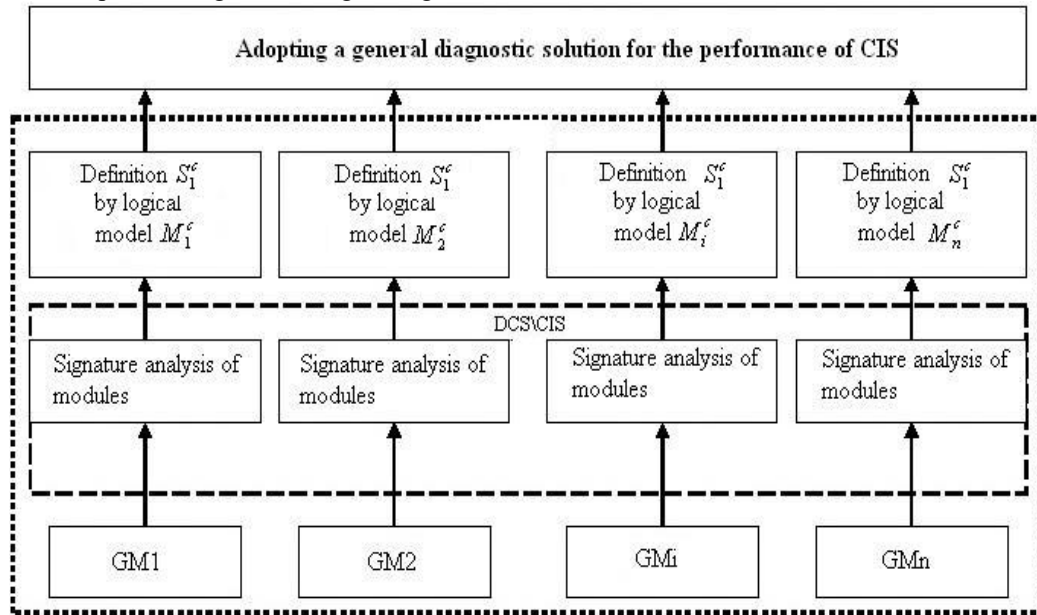 Adopting a general diagnostic solution for the performance of CIS
Definition S₁ᶜ
by logical
model M₁ᶜ
Definition S₁ᶜ
by logical
model M₂ᶜ
Definition S₁ᶜ
by logical
model Mᵢᶜ
Definition S₁ᶜ
by logical
model Mₙᶜ
DCS\CIS
Signature analysis of
modules
Signature analysis of
modules
Signature analysis of
modules
Signature analysis of
modules
GM1
GM2
GMi
GMn